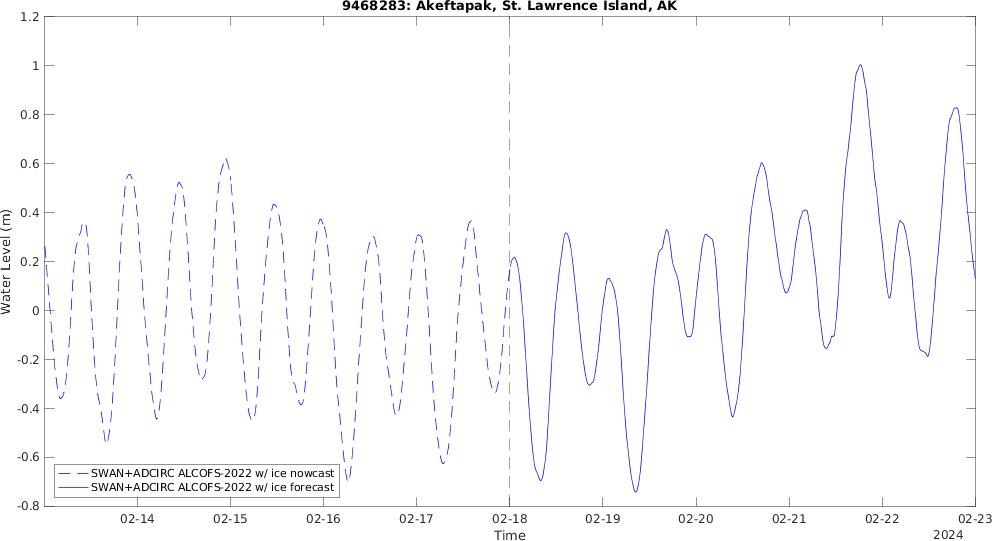 9468283: Akeftapak, St. Lawrence Island, AK
1.2
1
0.8
0.6
0.4
0.2
0
-0.2
-0.4
-0.6
-0.8
Water Level (m)
SWAN+ADCIRC ALCOFS-2022 w/ ice nowcast
SWAN+ADCIRC ALCOFS-2022 w/ ice forecast
02-14 02-15 02-16 02-17 02-18 02-19 02-20 02-21 02-22 02-23
Time
2024